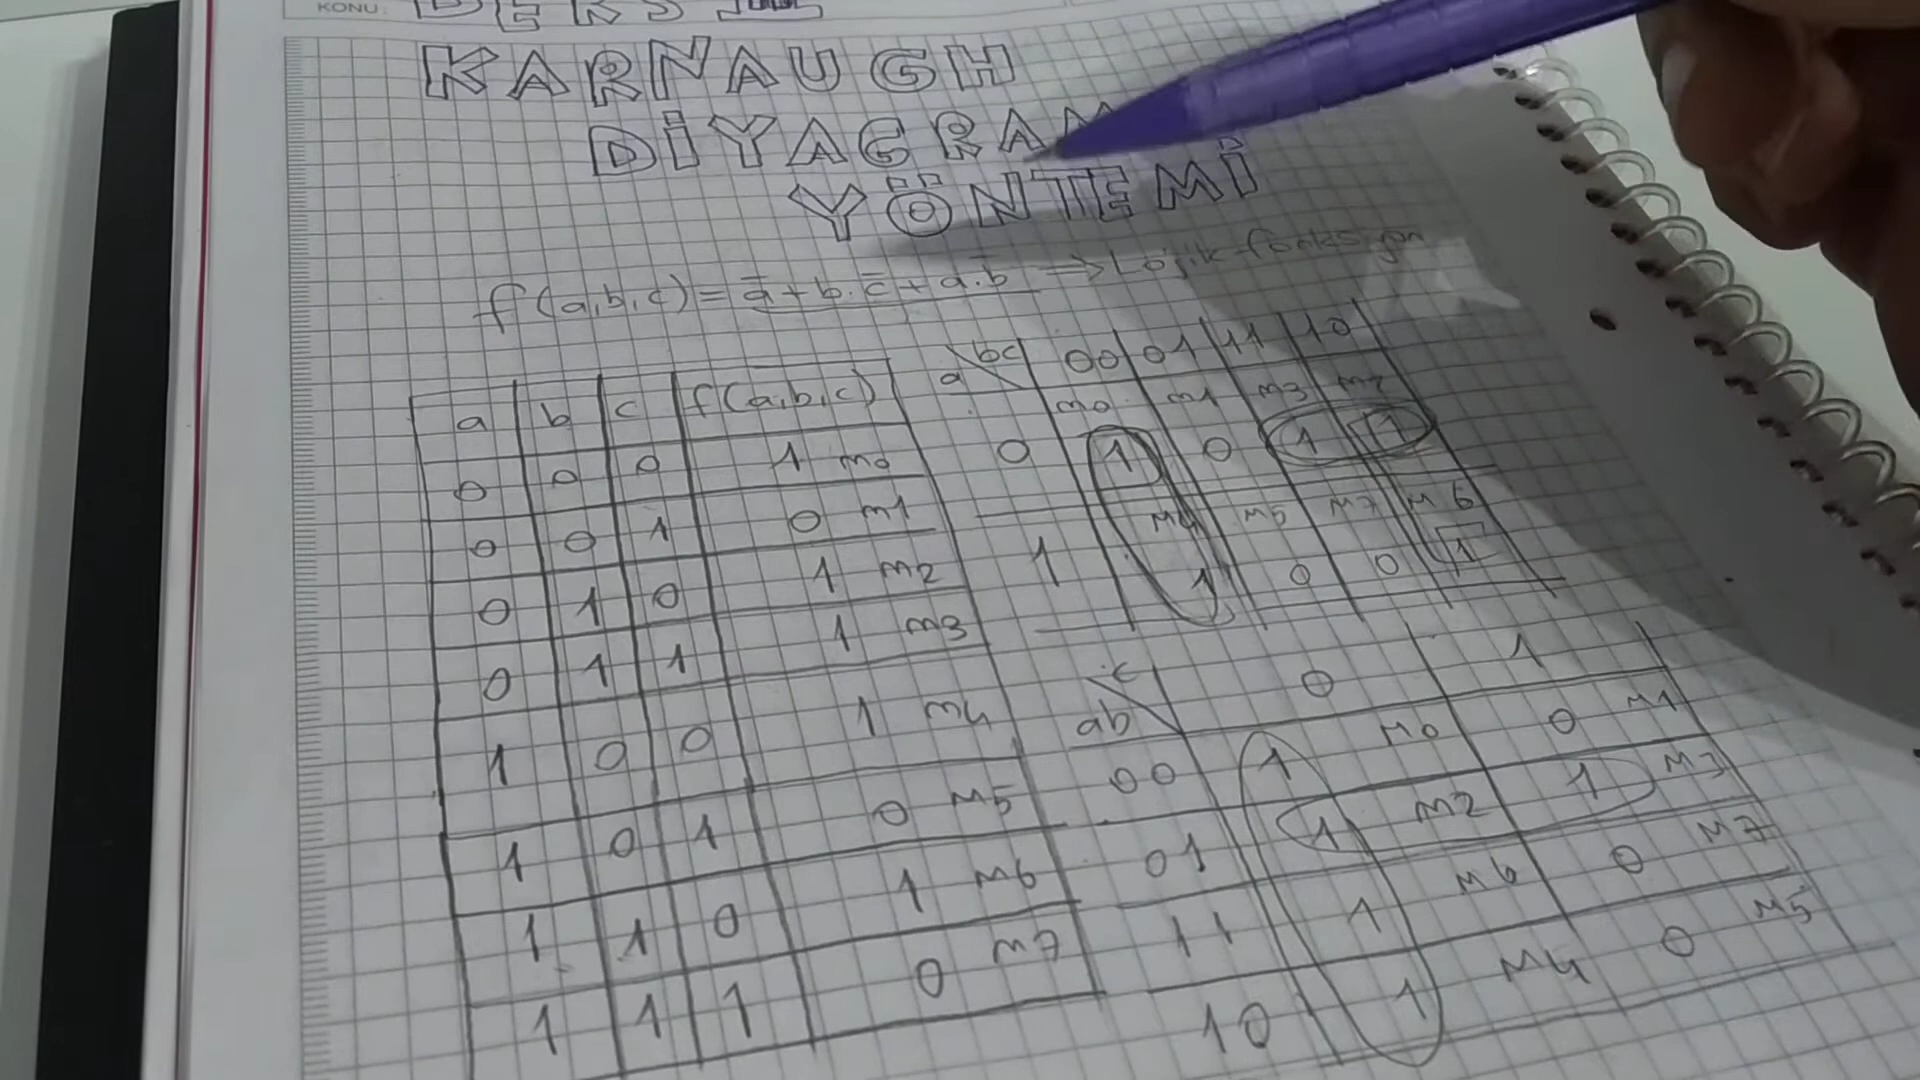 KONU: DERS III
KARNAUGH
DİYAGRAM
YÖNTEMİ
f(a,b,c) = a̅+b.c̅+a.b̅ => Lojik fonksiyon
a b c f(a,b,c)
0 0 0 1 m0
0 0 1 0 m1
0 1 0 1 m2
0 1 1 1 m3
1 0 0 1 m4
1 0 1 0 M5
1 1 0 1 M6
1 1 1 0 M7
a bc 00 01 11 10
m0 m1 m3 m2
0 1 0 1 1
M4 M5 M7 M6
1 1 0 0 1
ab c 0 1
00 1 M0 0 M1
01 1 M2 1 M3
11 1 M6 0 M7
10 1 M4 0 M5